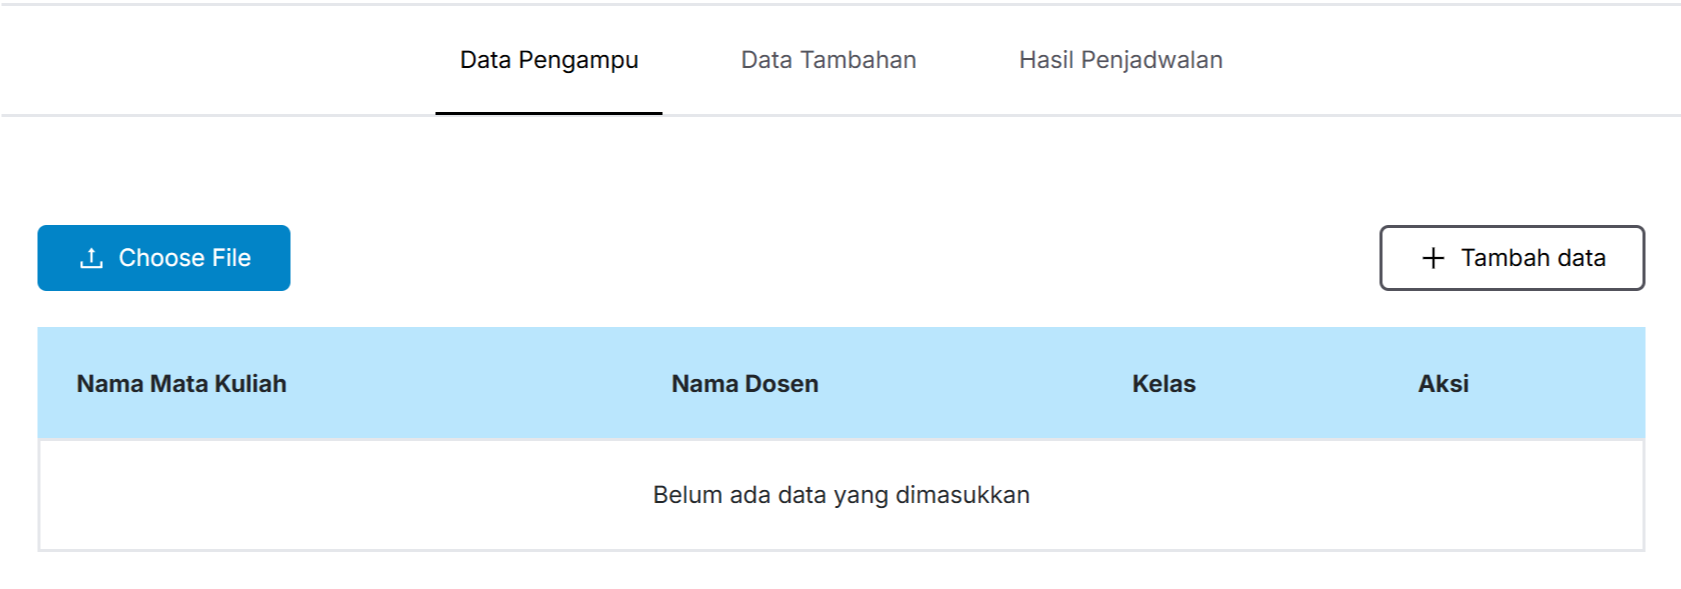 Data Pengampu Data Tambahan Hasil Penjadwalan
Choose File
Tambah data
Nama Mata Kuliah Nama Dosen Kelas Aksi
Belum ada data yang dimasukkan